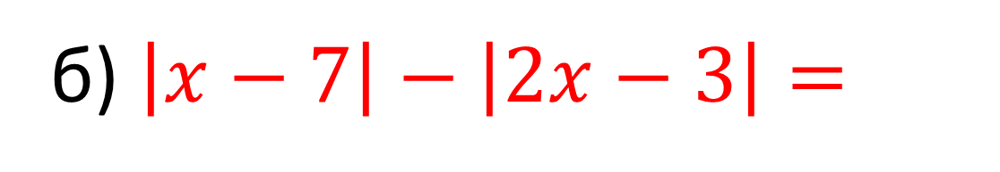 б) |x − 7| − |2x − 3| =